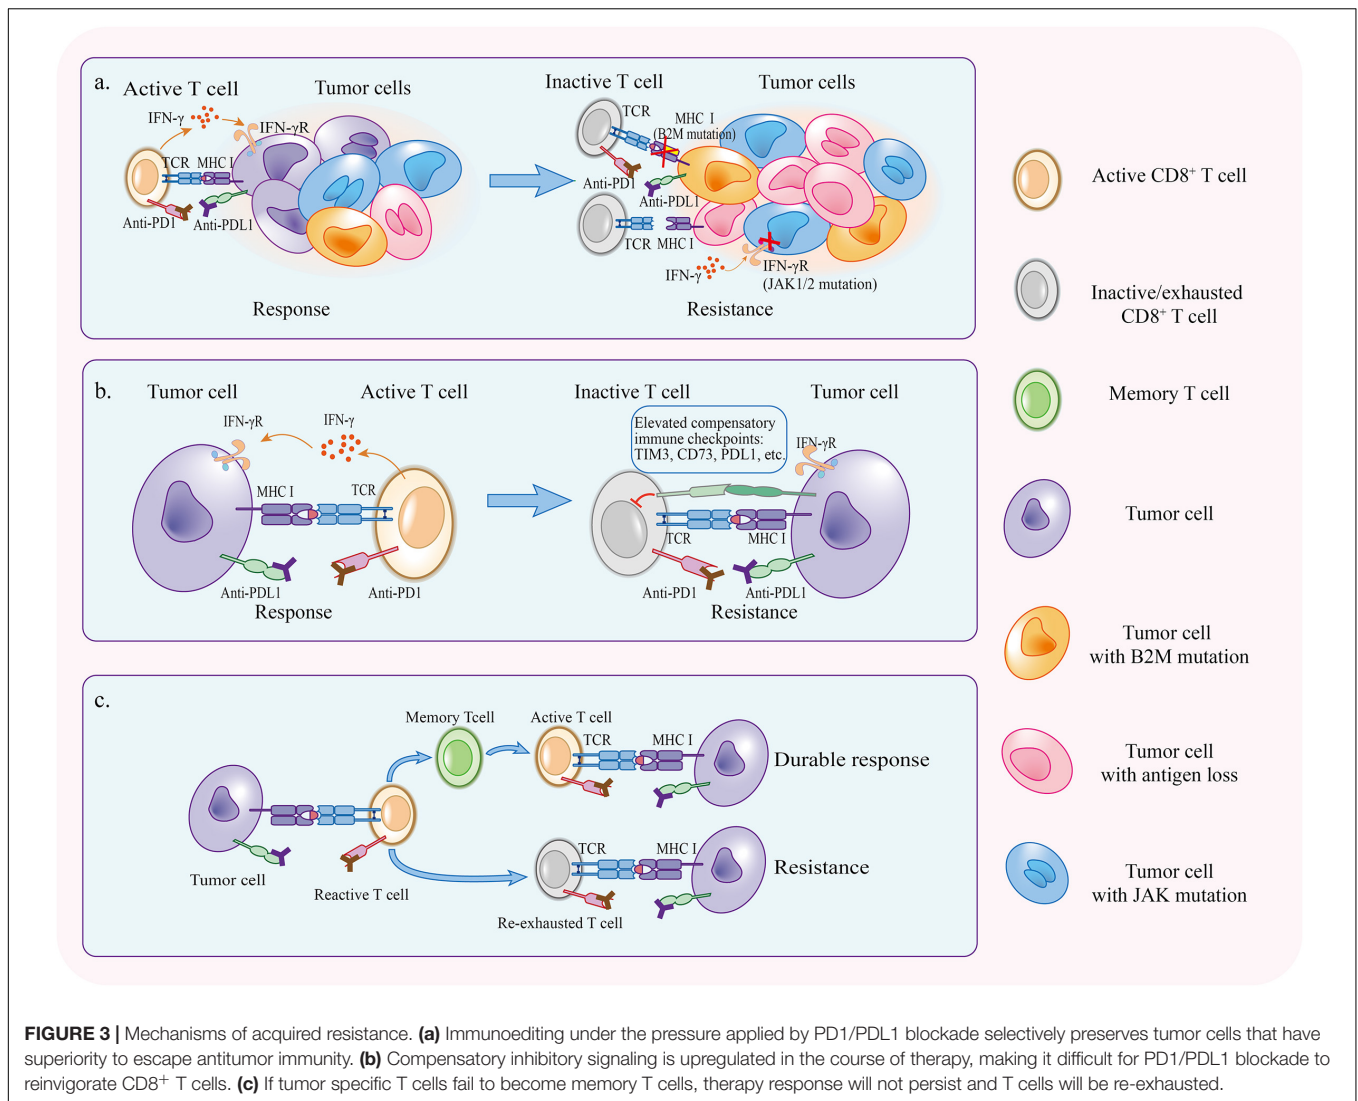 a.
Active T cell
Tumor cells
IFN-γ
IFN-γR
TCR
MHC I
Anti-PD1
Anti-PDL1
Response
Inactive T cell
Tumor cells
TCR
MHC I
(B2M mutation)
Anti-PD1
Anti-PDL1
TCR
MHC I
IFN-γ
IFN-γR
(JAK1/2 mutation)
Resistance
b.
Tumor cell
Active T cell
IFN-γR
IFN-γ
MHC I
TCR
Anti-PDL1
Anti-PD1
Response
Inactive T cell
Tumor cell
Elevated compensatory
immune checkpoints:
TIM3, CD73, PDL1, etc.
IFN-γR
TCR
MHC I
Anti-PD1
Anti-PDL1
Resistance
c.
Memory Tcell
Active T cell
TCR
MHC I
Durable response
Tumor cell
Reactive T cell
TCR
MHC I
Resistance
Re-exhausted T cell
Active CD8+ T cell
Inactive/exhausted
CD8+ T cell
Memory T cell
Tumor cell
Tumor cell
with B2M mutation
Tumor cell
with antigen loss
Tumor cell
with JAK mutation
FIGURE 3 | Mechanisms of acquired resistance. (a) Immunoediting under the pressure applied by PD1/PDL1 blockade selectively preserves tumor cells that have
superiority to escape antitumor immunity. (b) Compensatory inhibitory signaling is upregulated in the course of therapy, making it difficult for PD1/PDL1 blockade to
reinvigorate CD8+ T cells. (c) If tumor specific T cells fail to become memory T cells, therapy response will not persist and T cells will be re-exhausted.